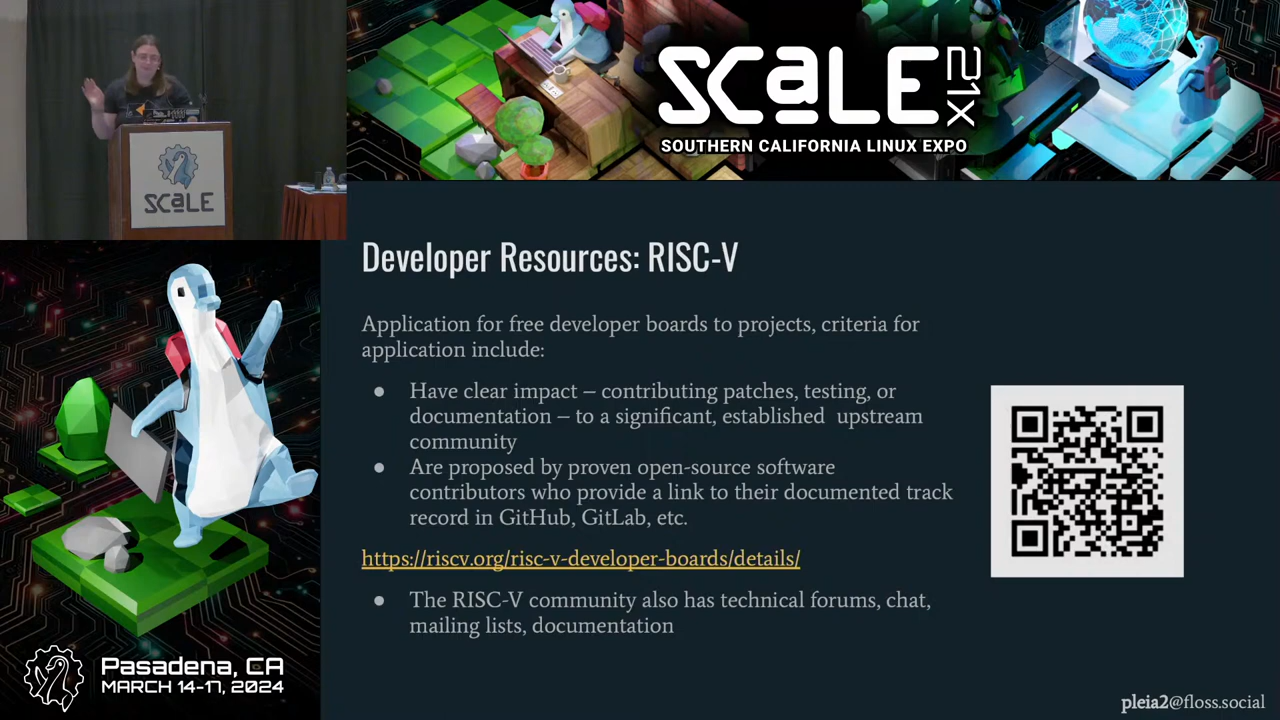 SCaLE 21X
SOUTHERN CALIFORNIA LINUX EXPO
SCaLE
Developer Resources: RISC-V
Application for free developer boards to projects, criteria for
application include:
● Have clear impact – contributing patches, testing, or
documentation – to a significant, established upstream
community
● Are proposed by proven open-source software
contributors who provide a link to their documented track
record in GitHub, GitLab, etc.
https://riscv.org/risc-v-developer-boards/details/
● The RISC-V community also has technical forums, chat,
mailing lists, documentation
Pasadena, CA
MARCH 14-17, 2024
pleia2@floss.social